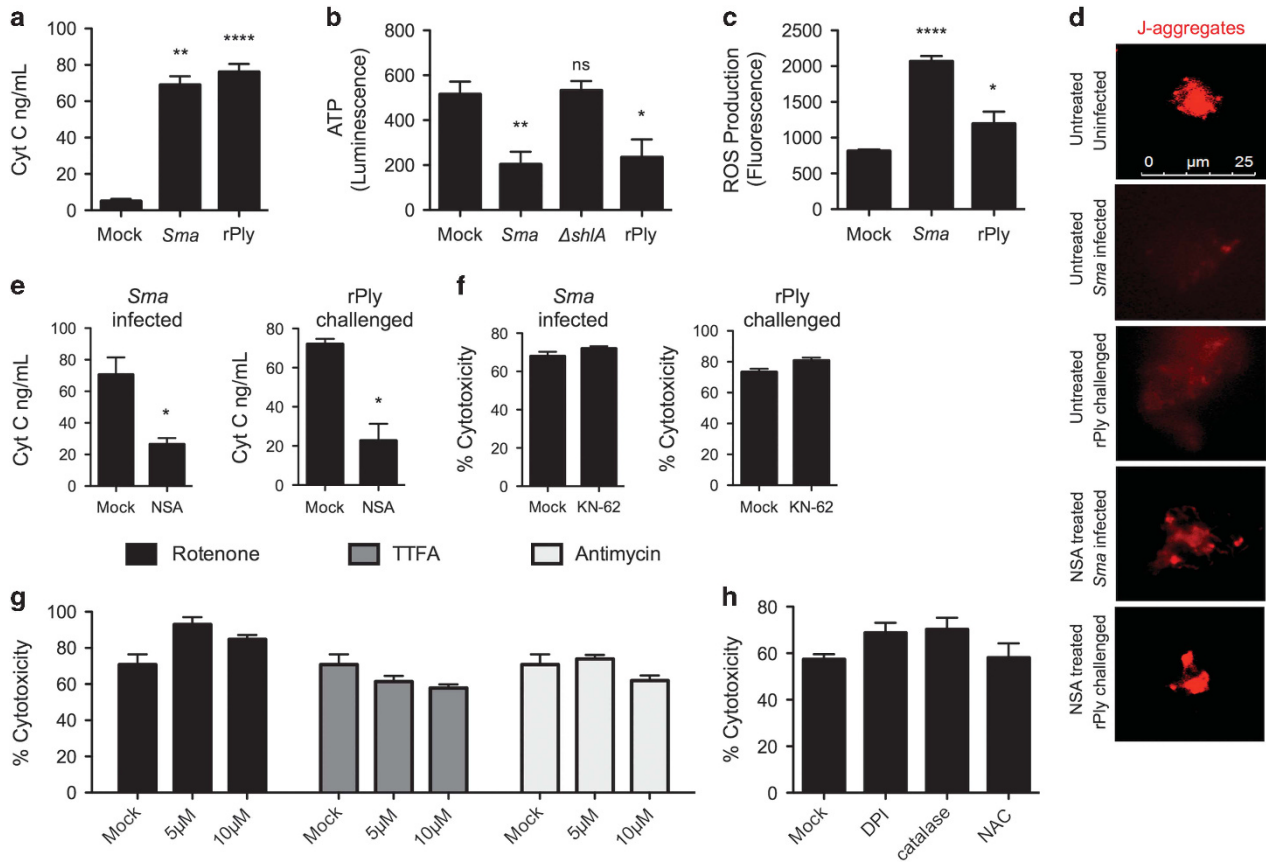 a
Cyt C ng/mL
100
80
60
40
20
0
**
****
Mock Sma rPly
b
ATP
(Luminescence)
800
600
400
200
0
**
ns
*
Mock Sma ΔshlA rPly
c
ROS Production
(Fluorescence)
2500
2000
1500
1000
500
0
****
*
Mock Sma rPly
d
J-aggregates
Untreated
Uninfected
0 µm 25
Untreated
Sma infected
Untreated
rPly challenged
NSA treated
Sma infected
NSA treated
rPly challenged
e
Sma
infected
Cyt C ng/mL
100
80
60
40
20
0
*
Mock NSA
rPly
challenged
Cyt C ng/mL
80
60
40
20
0
*
Mock NSA
f
Sma
infected
% Cytotoxicity
80
60
40
20
0
Mock KN-62
rPly
challenged
% Cytotoxicity
100
80
60
40
20
0
Mock KN-62
Rotenone
TTFA
Antimycin
g
% Cytotoxicity
100
80
60
40
20
0
Mock 5µM 10µM Mock 5µM 10µM Mock 5µM 10µM
h
% Cytotoxicity
80
60
40
20
0
Mock DPI catalase NAC